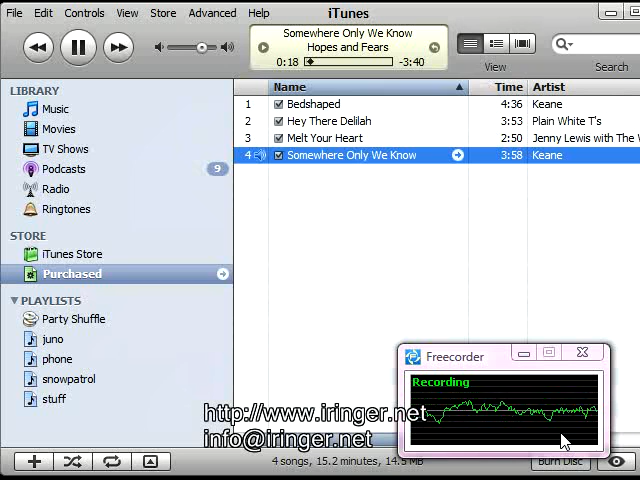 File Edit Controls View Store Advanced Help iTunes
Somewhere Only We Know
Hopes and Fears
0:18 -3:40
View Search
LIBRARY
Music
Movies
TV Shows
Podcasts 9
Radio
Ringtones
STORE
iTunes Store
Purchased
PLAYLISTS
Party Shuffle
juno
phone
snowpatrol
stuff
Name Time Artist
1 Bedshaped 4:36 Keane
2 Hey There Delilah 3:53 Plain White T's
3 Melt Your Heart 2:50 Jenny Lewis with The W
4 Somewhere Only We Know 3:58 Keane
Freecorder
Recording
http://www.iringer.net
info@iringer.net
4 songs, 15.2 minutes, 14.5 MB
Burn Disc